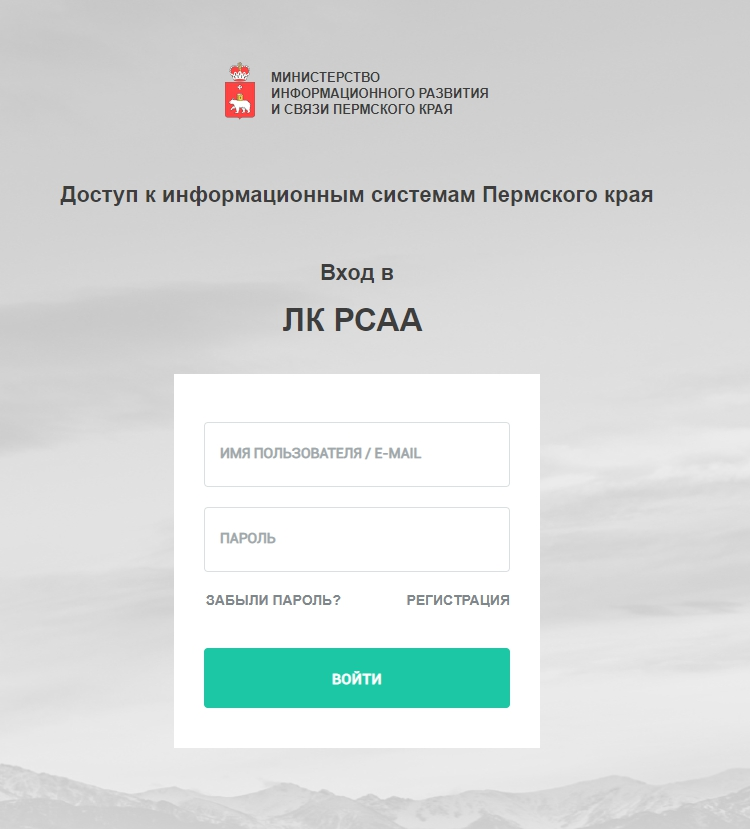 МИНИСТЕРСТВО
ИНФОРМАЦИОННОГО РАЗВИТИЯ
И СВЯЗИ ПЕРМСКОГО КРАЯ
Доступ к информационным системам Пермского края
Вход в
ЛК РСАА
ИМЯ ПОЛЬЗОВАТЕЛЯ / E-MAIL
ПАРОЛЬ
ЗАБЫЛИ ПАРОЛЬ? РЕГИСТРАЦИЯ
ВОЙТИ